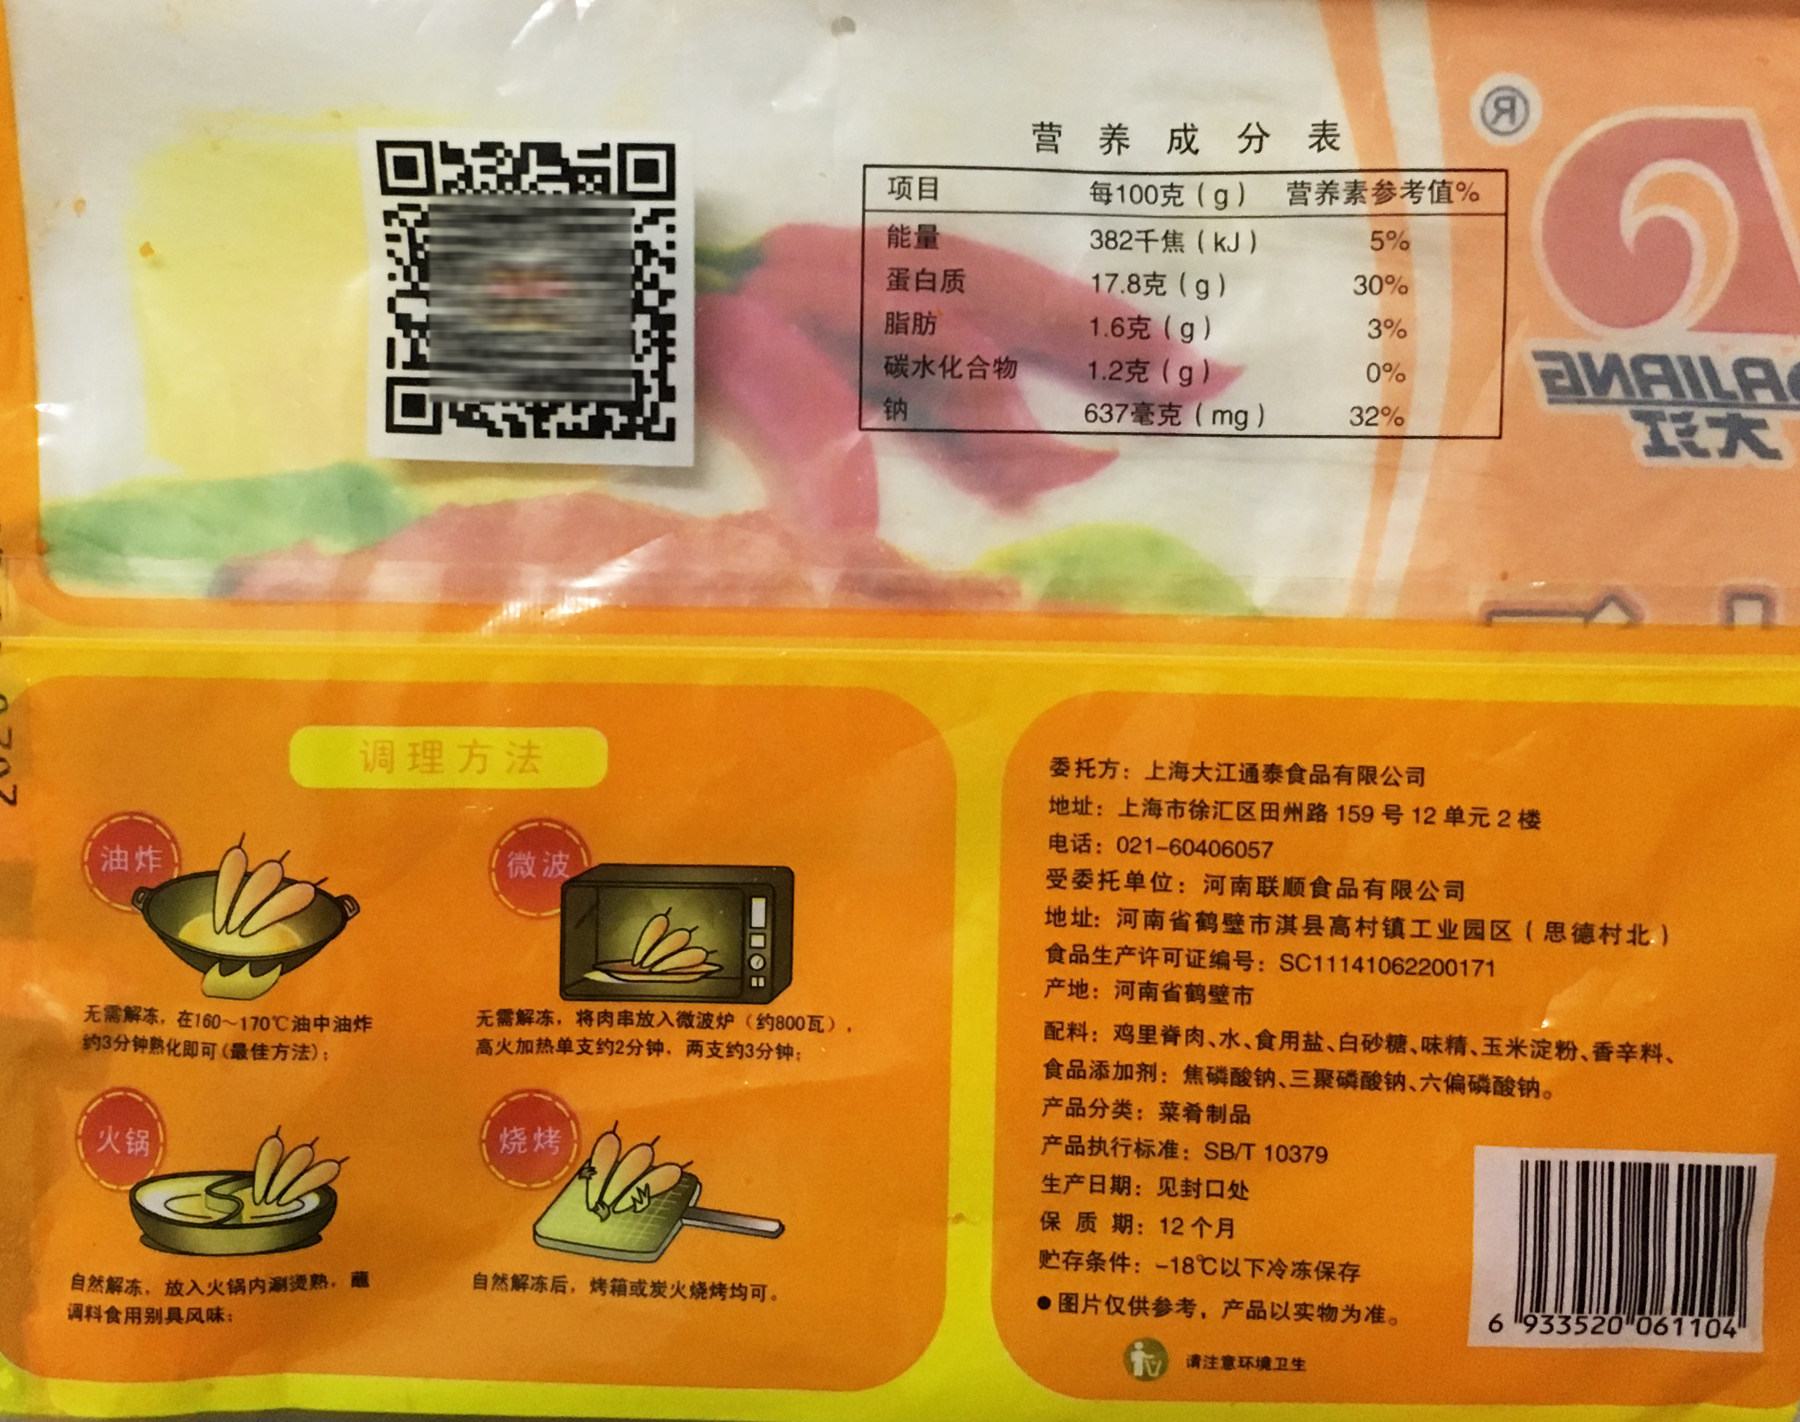 营养成分表
项目 每100克(g) 营养素参考值%
能量 382千焦(kJ) 5%
蛋白质 17.8克(g) 30%
脂肪 1.6克(g) 3%
碳水化合物 1.2克(g) 0%
钠 637毫克(mg) 32%
®
DAJIANG
大江
调理方法
油炸
无需解冻，在160~170℃油中油炸
约3分钟熟化即可(最佳方法)；
微波
无需解冻，将肉串放入微波炉（约800瓦），
高火加热单支约2分钟，两支约3分钟；
火锅
自然解冻，放入火锅内涮烫熟，蘸
调料食用别具风味；
烧烤
自然解冻后，烤箱或炭火烧烤均可。
委托方：上海大江通泰食品有限公司
地址：上海市徐汇区田州路159号12单元2楼
电话：021-60406057
受委托单位：河南联顺食品有限公司
地址：河南省鹤壁市淇县高村镇工业园区（思德村北）
食品生产许可证编号：SC11141062200171
产地：河南省鹤壁市
配料：鸡里脊肉、水、食用盐、白砂糖、味精、玉米淀粉、香辛料、
食品添加剂：焦磷酸钠、三聚磷酸钠、六偏磷酸钠。
产品分类：菜肴制品
产品执行标准：SB/T 10379
生产日期：见封口处
保质期：12个月
贮存条件：-18℃以下冷冻保存
●图片仅供参考，产品以实物为准。
请注意环境卫生
6 933520 061104